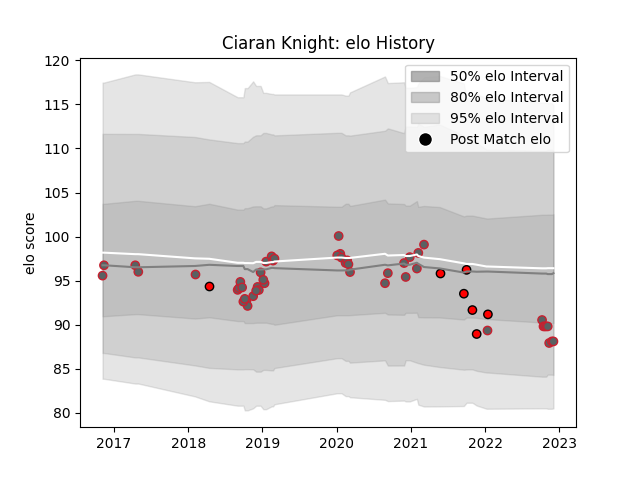 Ciaran Knight: elo History
50% elo Interval
80% elo Interval
95% elo Interval
Post Match elo
elo score
120
115
110
105
100
95
90
85
80
2017 2018 2019 2020 2021 2022 2023